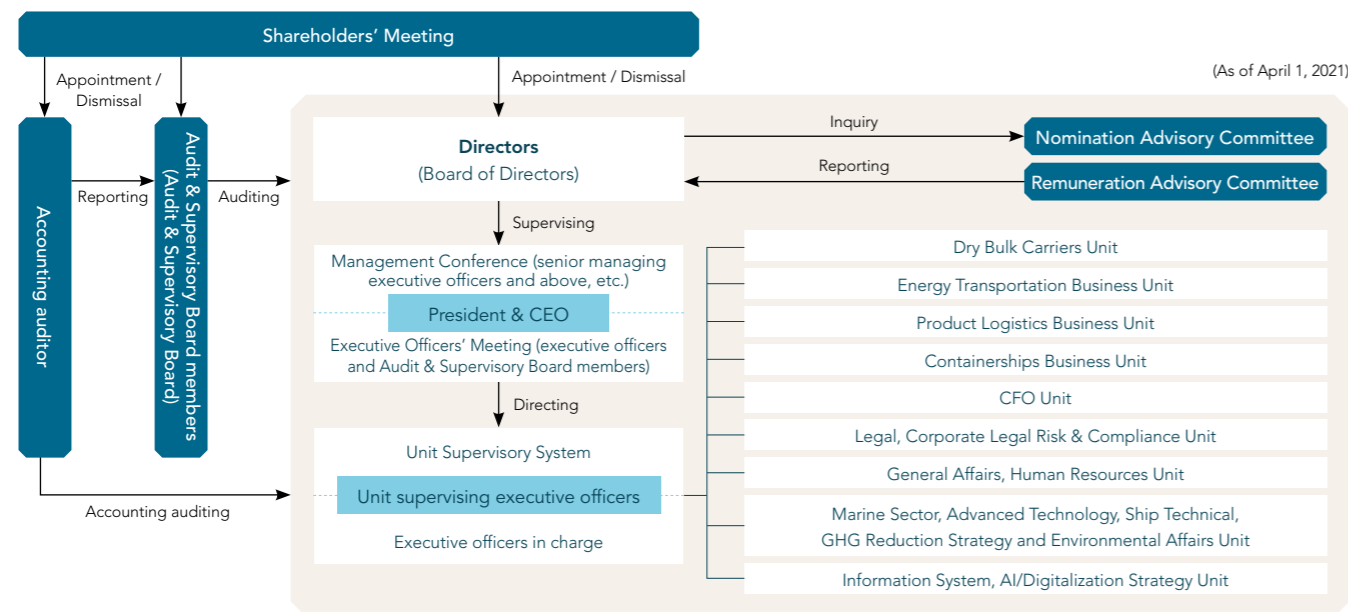 Shareholders’ Meeting
(As of April 1, 2021)
Appointment /
Dismissal
Appointment / Dismissal
Accounting auditor
Reporting
Audit & Supervisory Board members
(Audit & Supervisory Board)
Auditing
Accounting auditing
Directors
(Board of Directors)
Inquiry
Reporting
Nomination Advisory Committee
Remuneration Advisory Committee
Supervising
Management Conference (senior managing
executive officers and above, etc.)
President & CEO
Executive Officers’ Meeting (executive officers
and Audit & Supervisory Board members)
Directing
Unit Supervisory System
Unit supervising executive officers
Executive officers in charge
Dry Bulk Carriers Unit
Energy Transportation Business Unit
Product Logistics Business Unit
Containerships Business Unit
CFO Unit
Legal, Corporate Legal Risk & Compliance Unit
General Affairs, Human Resources Unit
Marine Sector, Advanced Technology, Ship Technical,
GHG Reduction Strategy and Environmental Affairs Unit
Information System, AI/Digitalization Strategy Unit